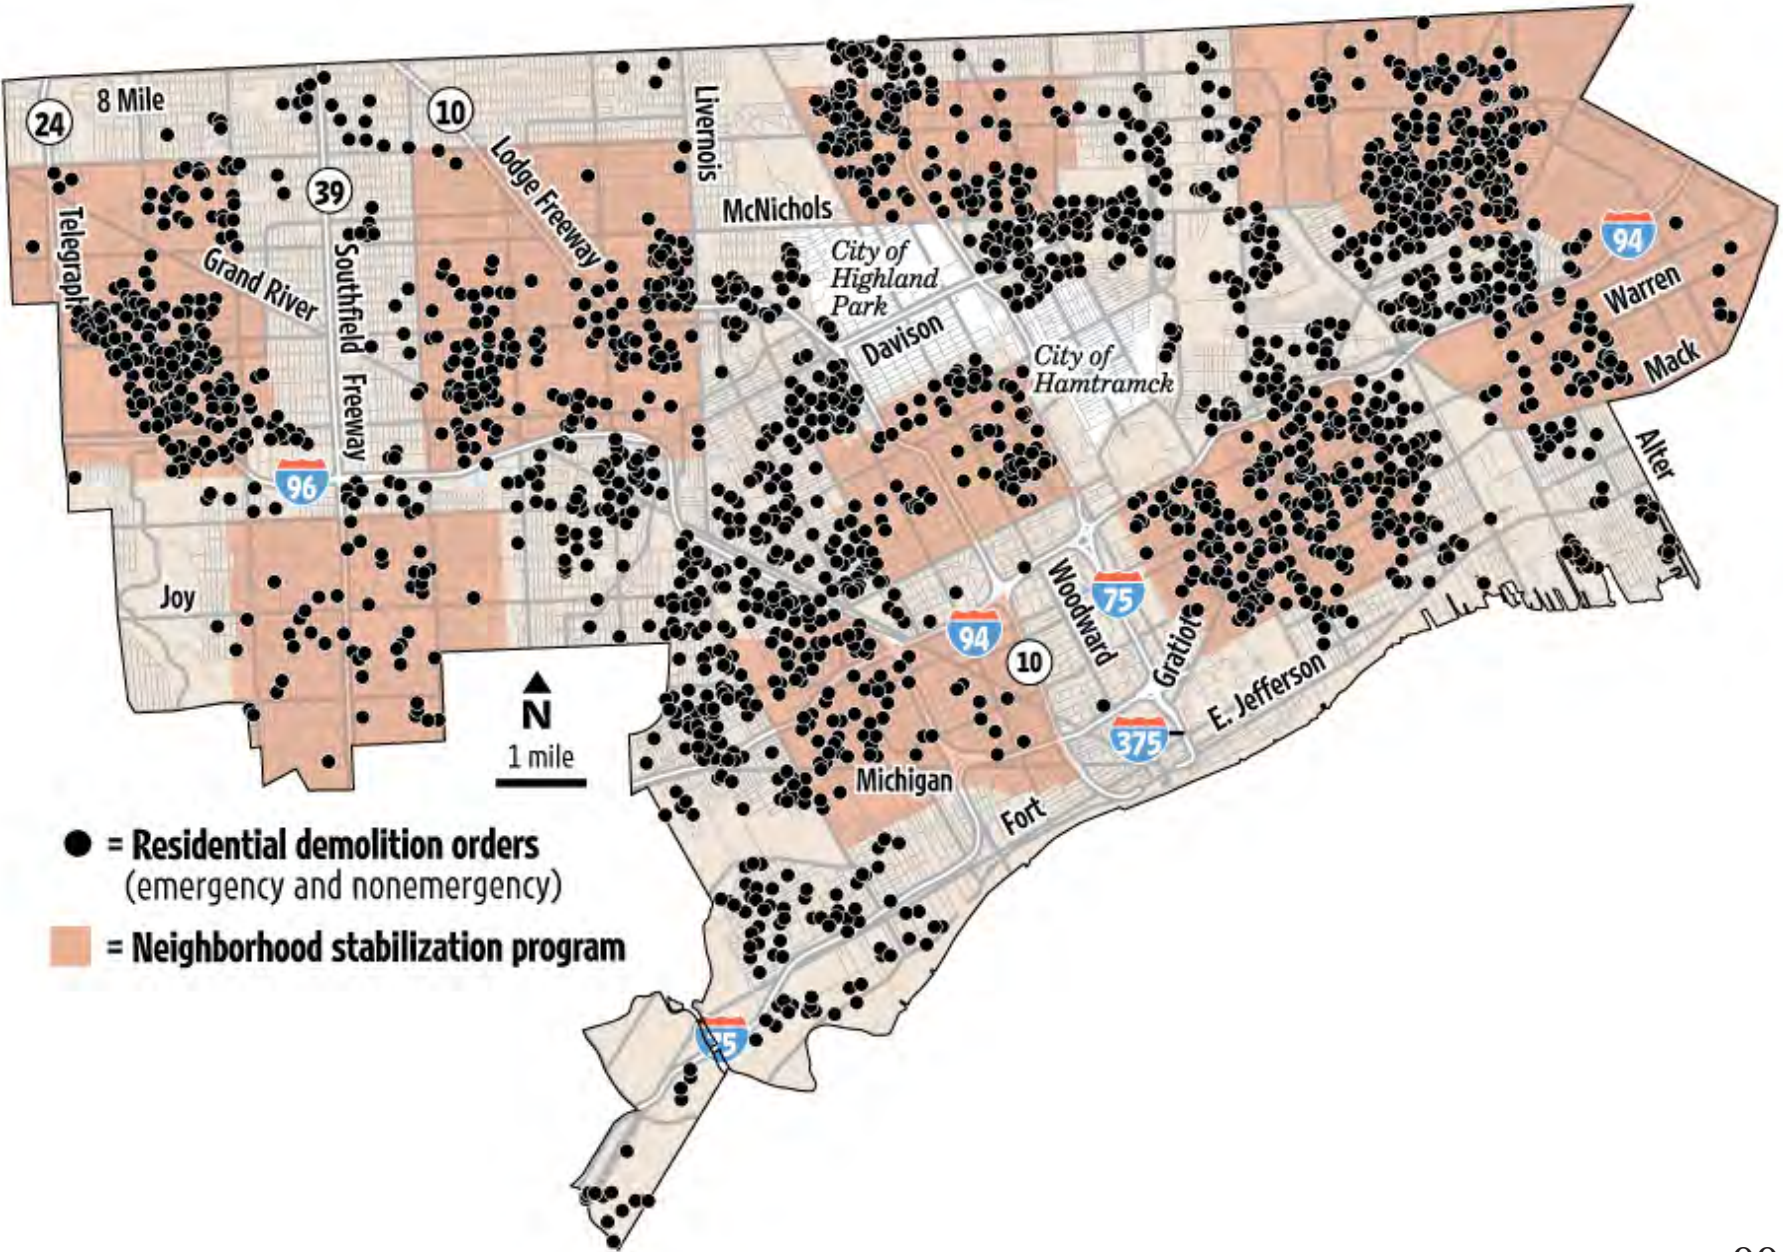 8 Mile
24
10
Livernois
Lodge Freeway
39
McNichols
Telegraph
Grand River
Southfield Freeway
City of
Highland
Park
Davison
City of
Hamtramck
94
Warren
Mack
Alter
96
Joy
Woodward
75
94
10
Gratiot
E. Jefferson
375
N
1 mile
Michigan
Fort
= Residential demolition orders
(emergency and nonemergency)
= Neighborhood stabilization program
75